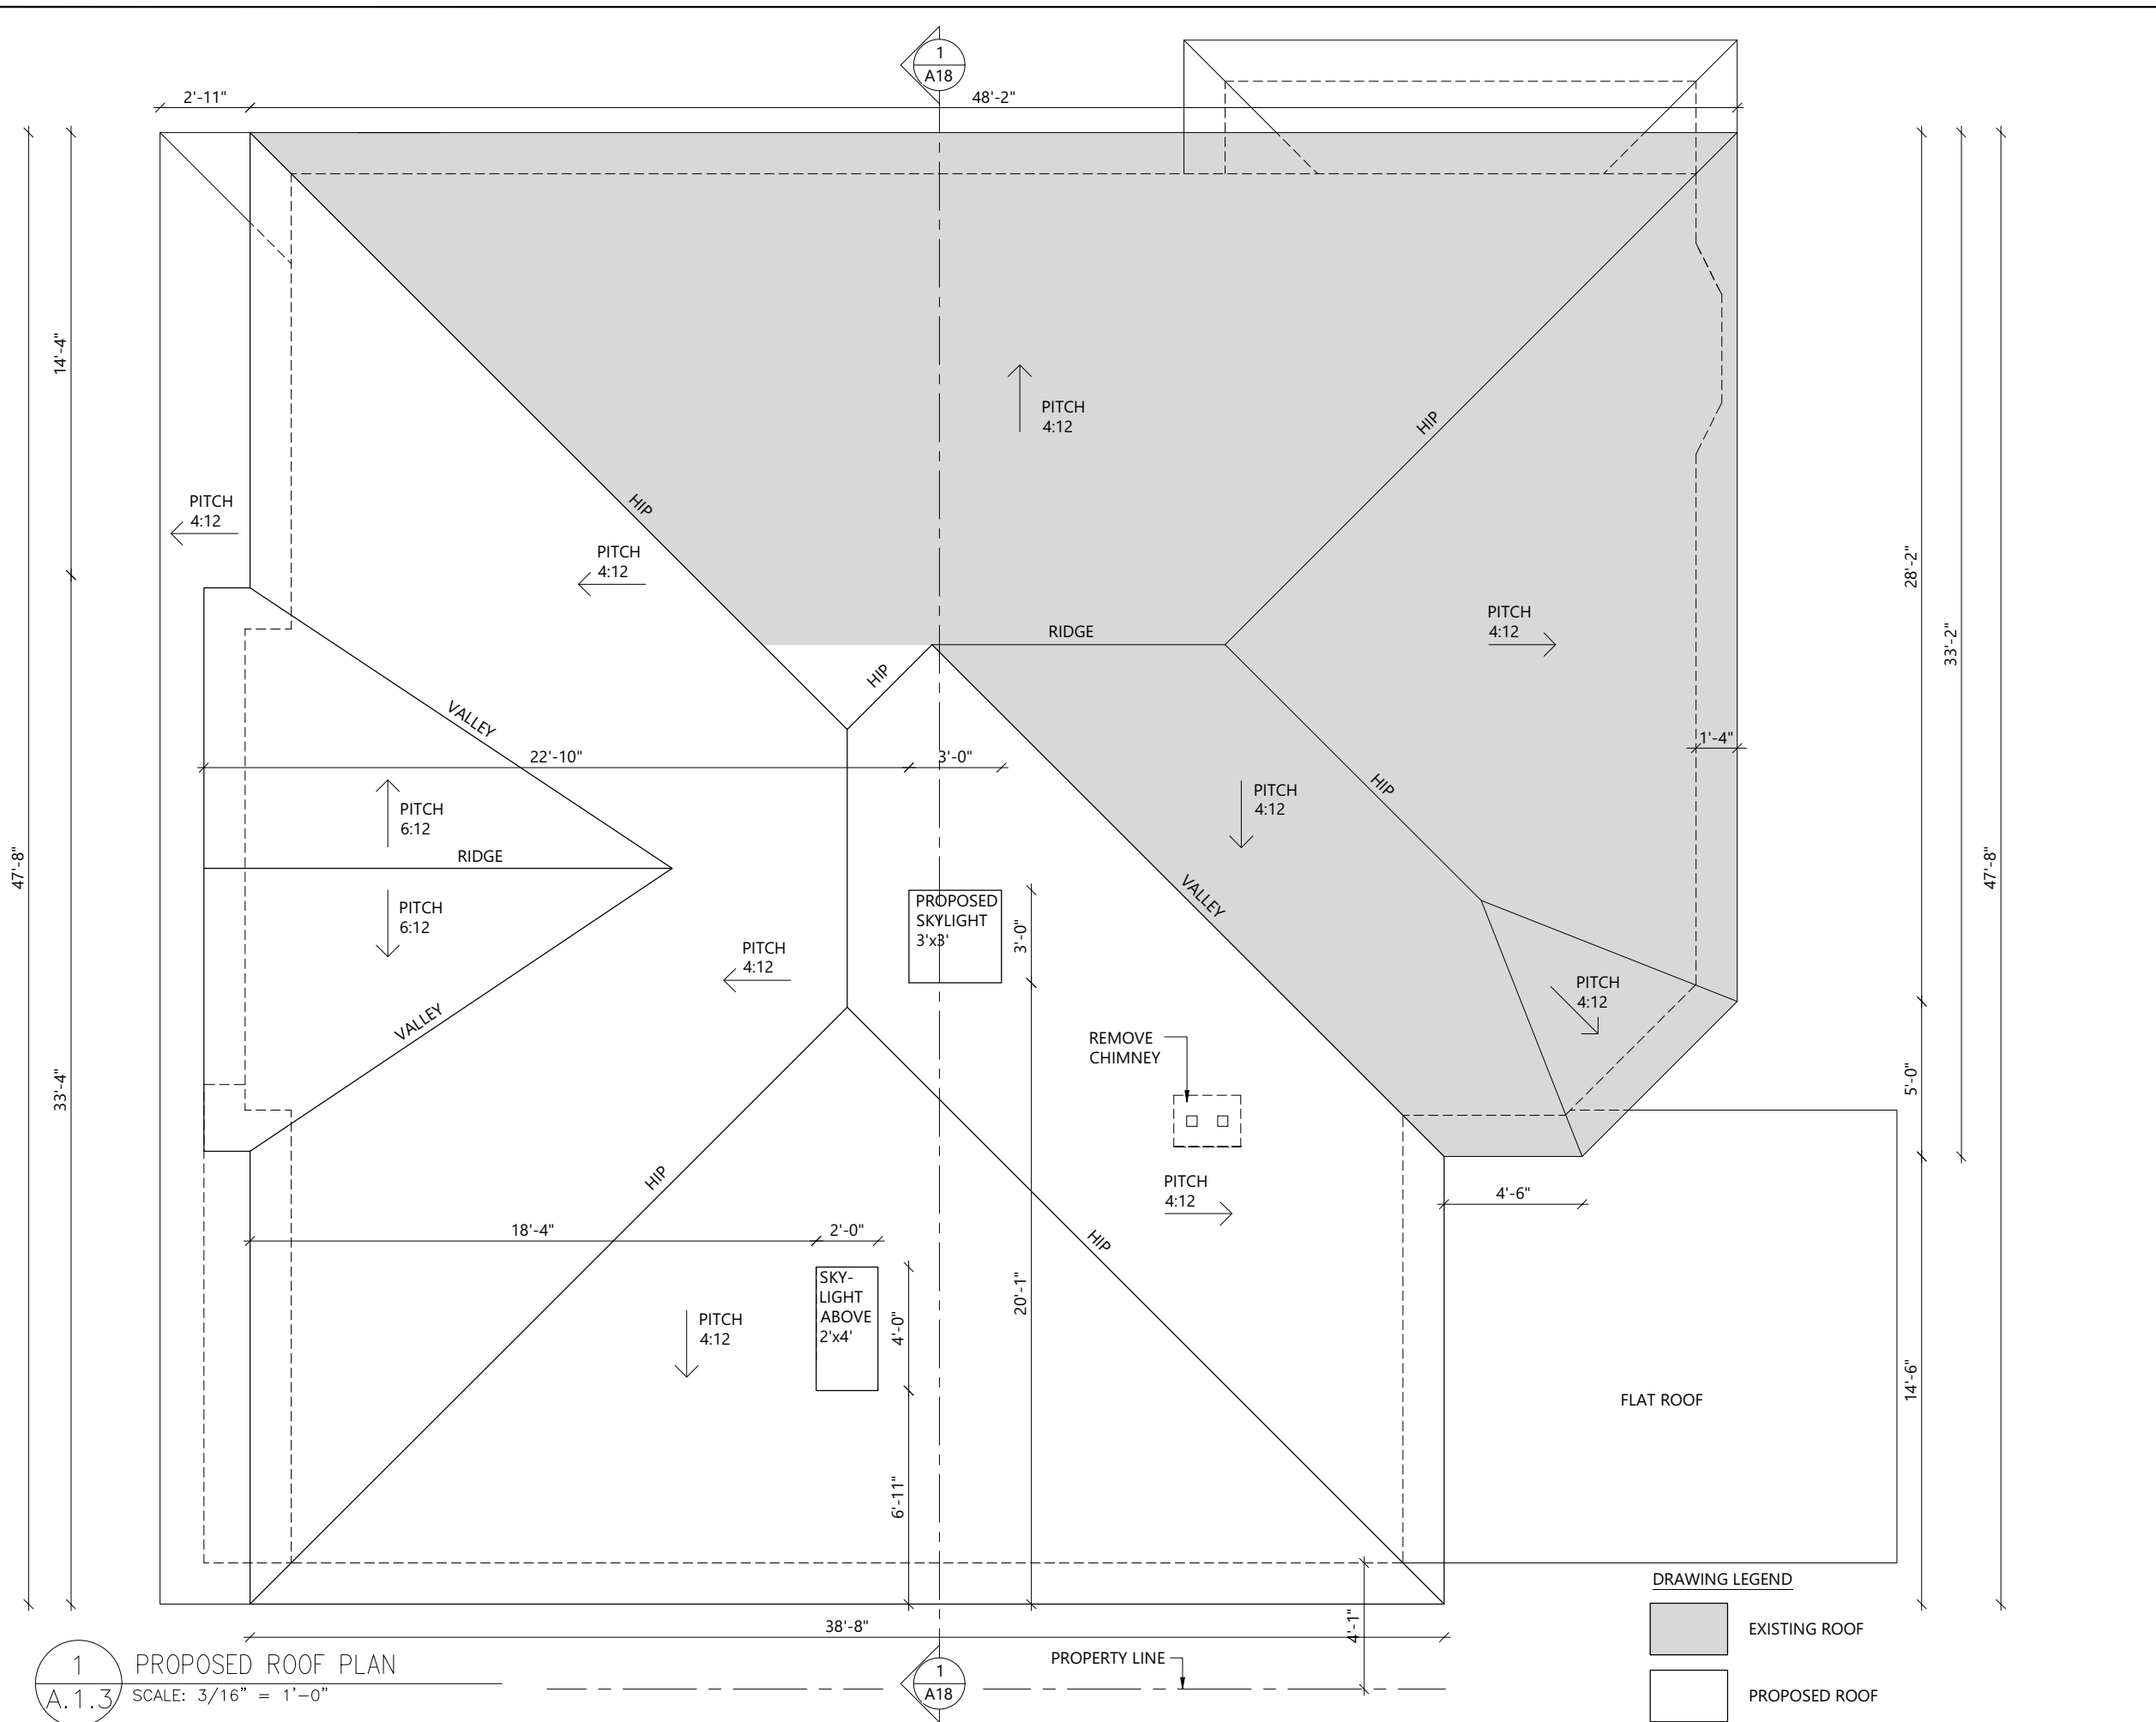 1
A18
2'-11"
48'-2"
14'-4"
PITCH
4:12
HIP
PITCH
4:12
PITCH
4:12
HIP
28'-2"
33'-2"
RIDGE
PITCH
4:12
HIP
VALLEY
22'-10"
3'-0"
1'-4"
PITCH
6:12
PITCH
4:12
HIP
47'-8"
RIDGE
47'-8"
PITCH
6:12
VALLEY
PROPOSED
SKYLIGHT
3'x3'
3'-0"
PITCH
4:12
PITCH
4:12
VALLEY
REMOVE
CHIMNEY
33'-4"
5'-0"
HIP
PITCH
4:12
4'-6"
18'-4"
2'-0"
HIP
SKY-
LIGHT
ABOVE
2'x4'
4'-0"
20'-1"
PITCH
4:12
14'-6"
FLAT ROOF
6'-11"
38'-8"
4'-1"
PROPERTY LINE
1
A18
1
A.1.3
PROPOSED ROOF PLAN
SCALE: 3/16" = 1'-0"
DRAWING LEGEND
EXISTING ROOF
PROPOSED ROOF